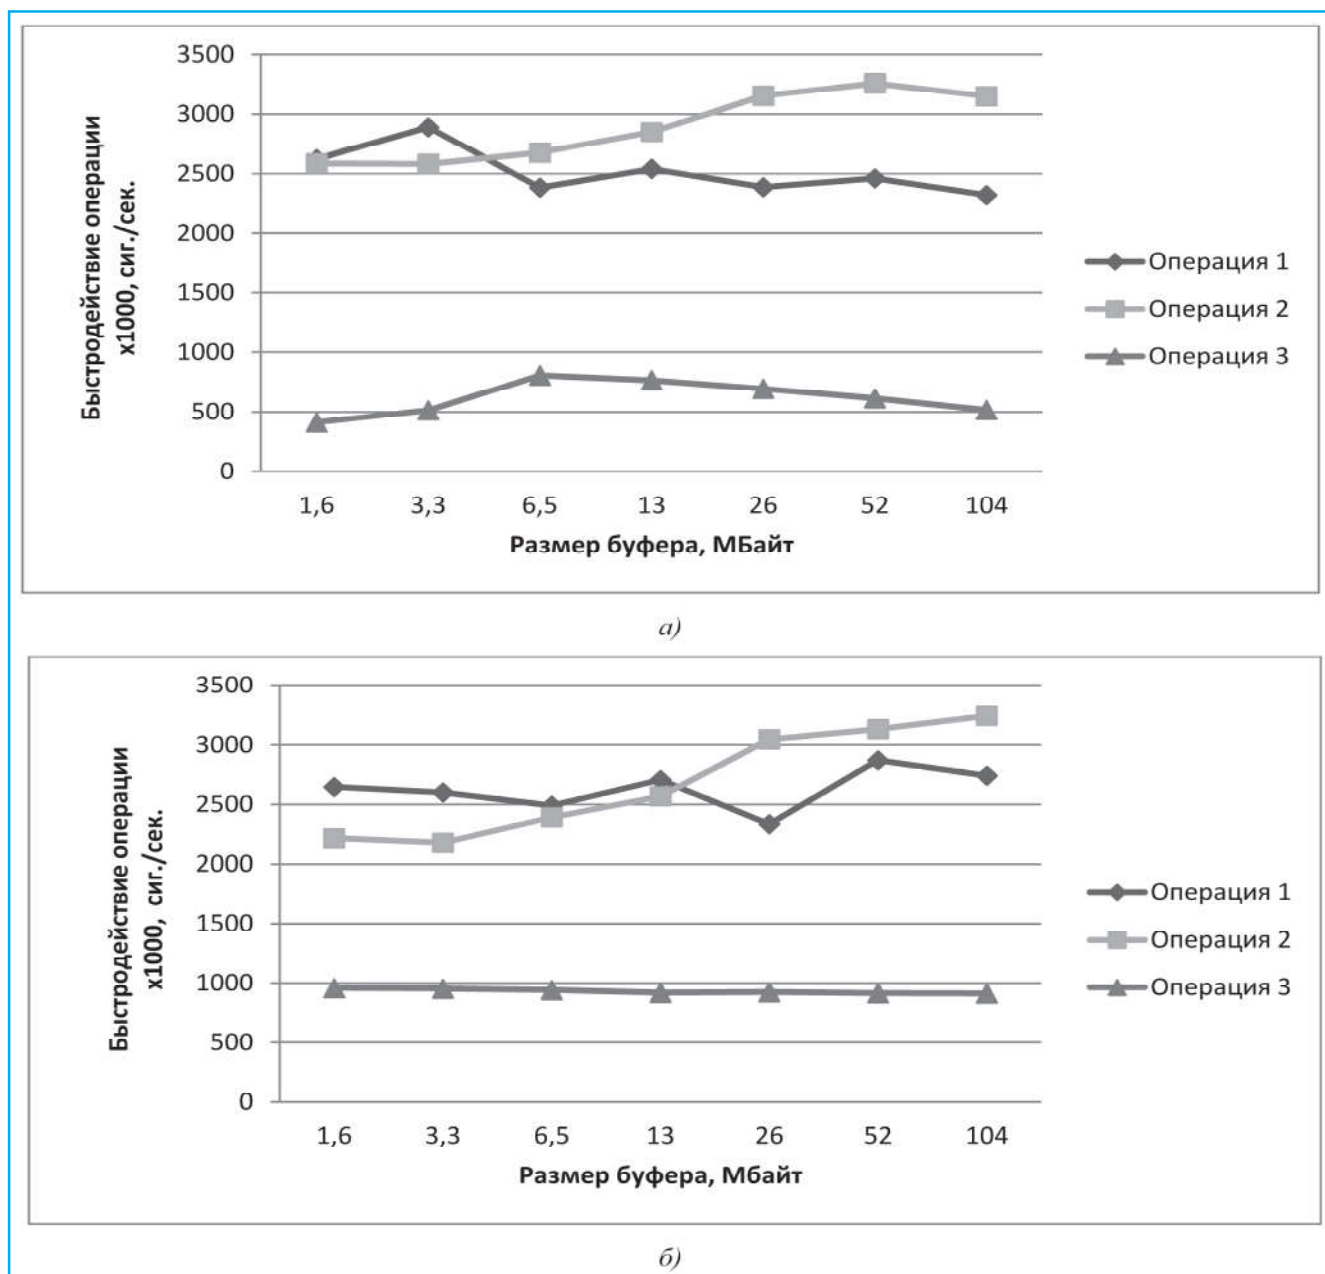 3500
3000
2500
2000
1500
1000
500
0
Быстродействие операции
х1000, сиг./сек.
1,6 3,3 6,5 13 26 52 104
Размер буфера, МБайт
Операция 1
Операция 2
Операция 3
а)
3500
3000
2500
2000
1500
1000
500
0
Быстродействие операции
х1000, сиг./сек.
1,6 3,3 6,5 13 26 52 104
Размер буфера, Мбайт
Операция 1
Операция 2
Операция 3
б)